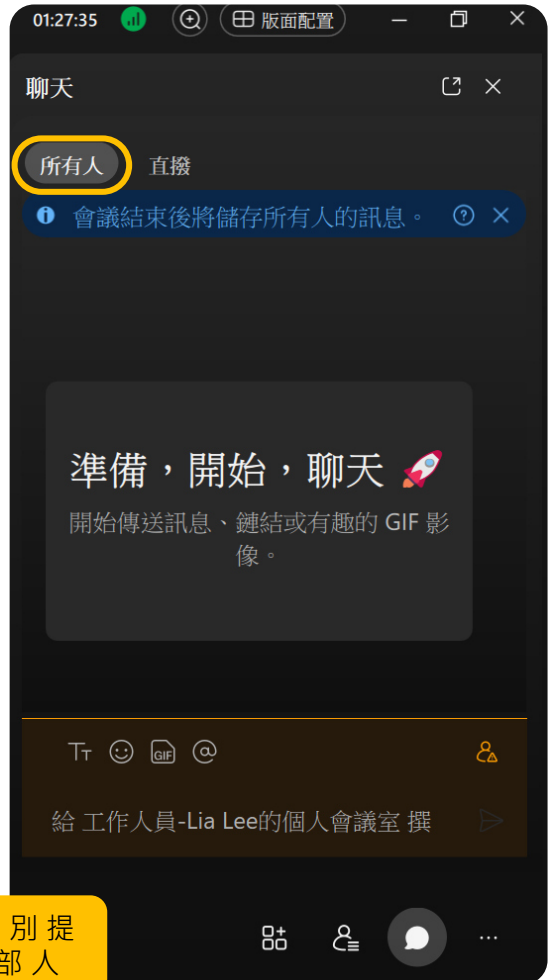 01:27:35 版面配置
聊天
所有人 直撥
會議結束後將儲存所有人的訊息。
準備,開始,聊天 🚀
開始傳送訊息、鏈結或有趣的 GIF 影
像。
GIF
給 工作人員-Lia Lee的個人會議室 撰
別 提
部 人